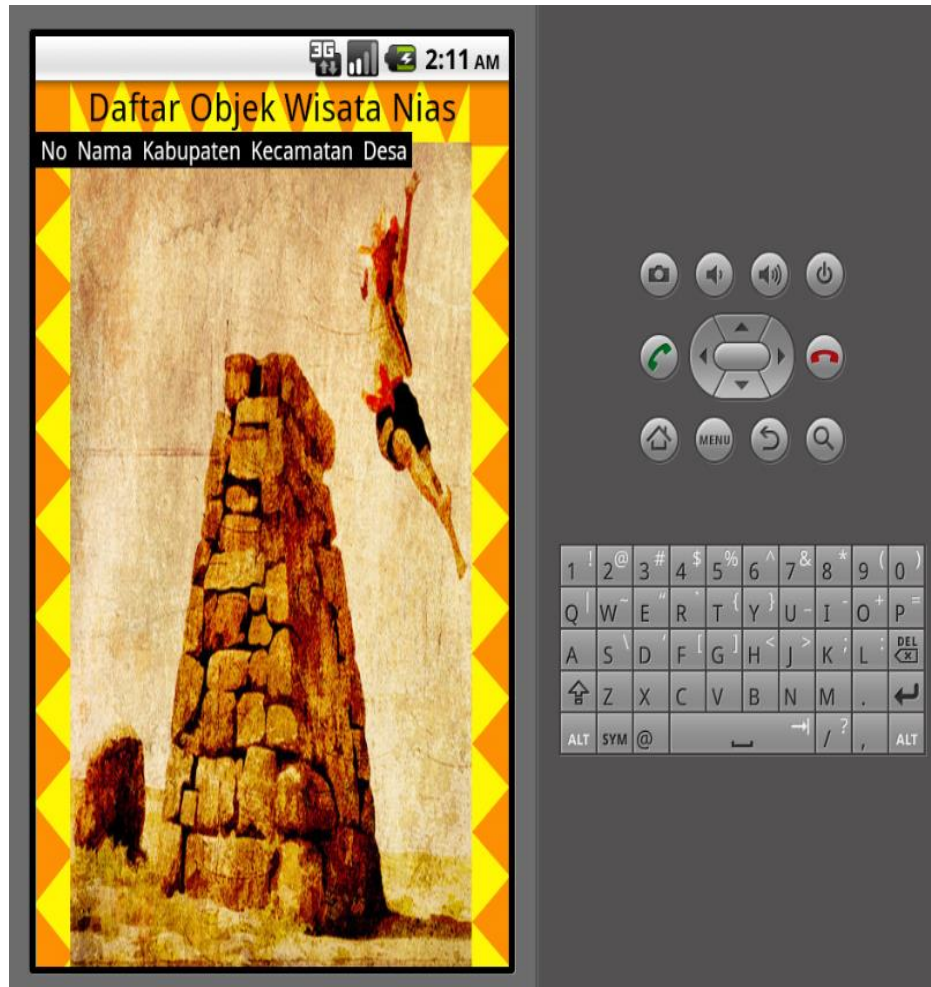 3G 2:11 AM
Daftar Objek Wisata Nias
No Nama Kabupaten Kecamatan Desa
MENU
1 ! 2 @ 3 # 4 $ 5 % 6 ^ 7 & 8 * 9 ( 0 )
Q | W ~ E “ R ` T { Y } U _ I - O + P =
A S \ D ‘ F [ G ] H < J > K ; L : DEL
Z X C V B N M .
ALT SYM @ / ? , ALT